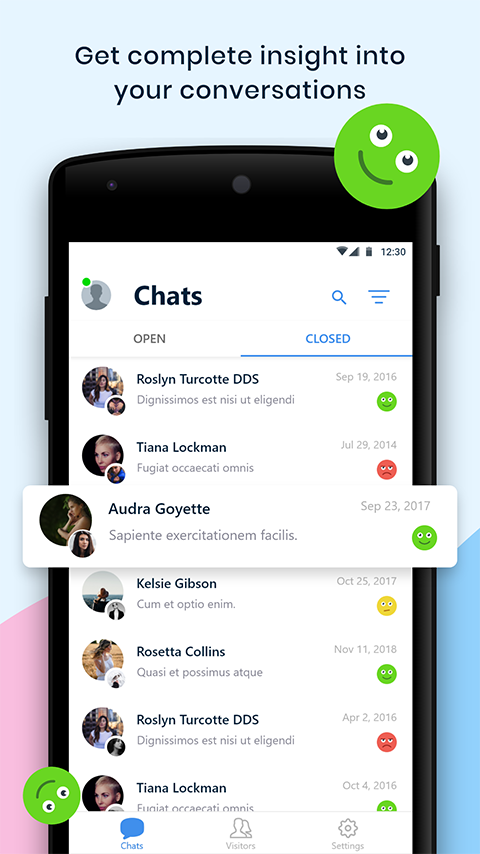 Get complete insight into
your conversations
12:30
Chats
OPEN CLOSED
Roslyn Turcotte DDS Sep 19, 2016
Dignissimos est nisi ut eligendi
Tiana Lockman Jul 29, 2014
Fugiat occaecati omnis
Audra Goyette Sep 23, 2017
Sapiente exercitationem facilis.
Kelsie Gibson Oct 25, 2017
Cum et optio enim.
Rosetta Collins Nov 11, 2018
Quasi et possimus atque
Roslyn Turcotte DDS Apr 2, 2016
Dignissimos est nisi ut eligendi
Tiana Lockman Oct 4, 2016
Fugiat occaecati omnis
Chats Visitors Settings